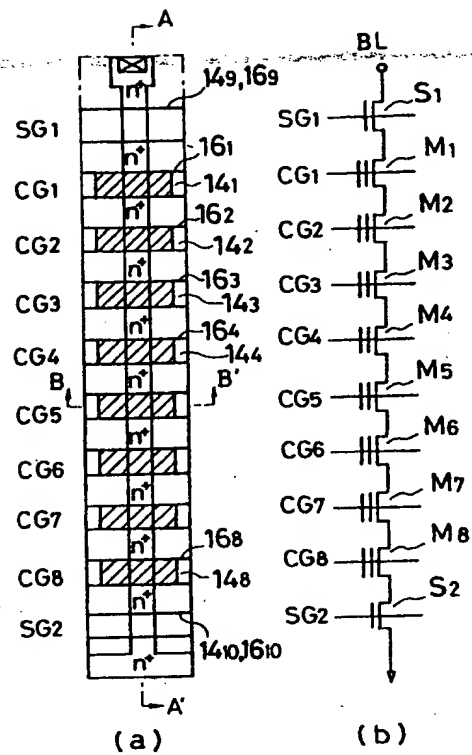 A
BL
n+
14₉,16₉
S₁
SG1
SG1
n+
16₁
M₁
CG1
14₁
CG1
n+
16₂
M₂
CG2
14₂
CG2
n+
16₃
M₃
CG3
14₃
CG3
n+
16₄
M₄
CG4
14₄
CG4
B
n+
B'
M₅
CG5
CG5
n+
M₆
CG6
CG6
n+
M₇
CG7
CG7
n+
16₈
M₈
CG8
14₈
CG8
n+
S₂
SG2
SG2
n+
14₁₀,16₁₀
A'
(a)
(b)